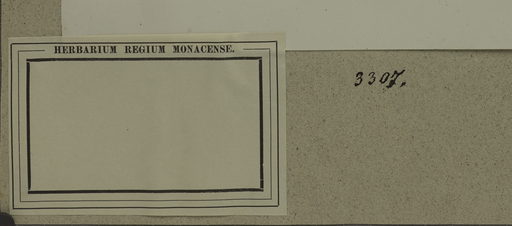 HERBARIUM REGIUM MONACENSE.
3307.